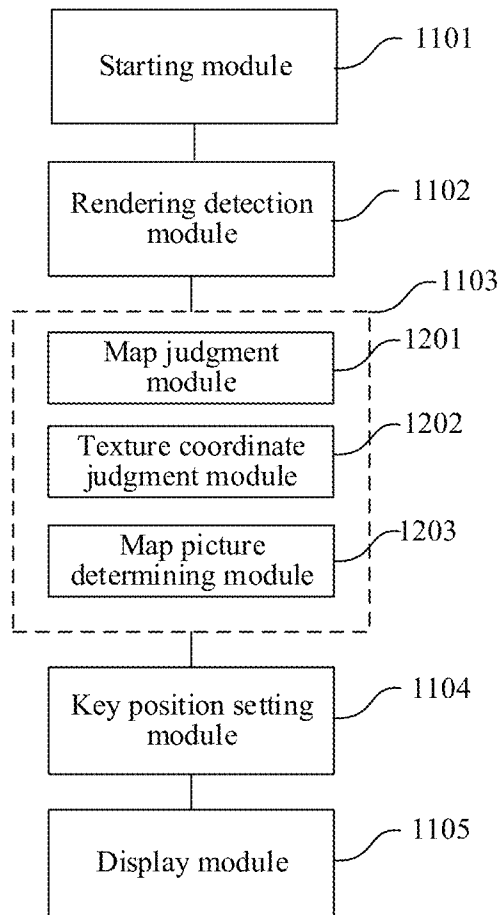 Starting module
1101
Rendering detection
module
1102
1103
Map judgment
module
1201
Texture coordinate
judgment module
1202
Map picture
determining module
1203
Key position setting
module
1104
Display module
1105